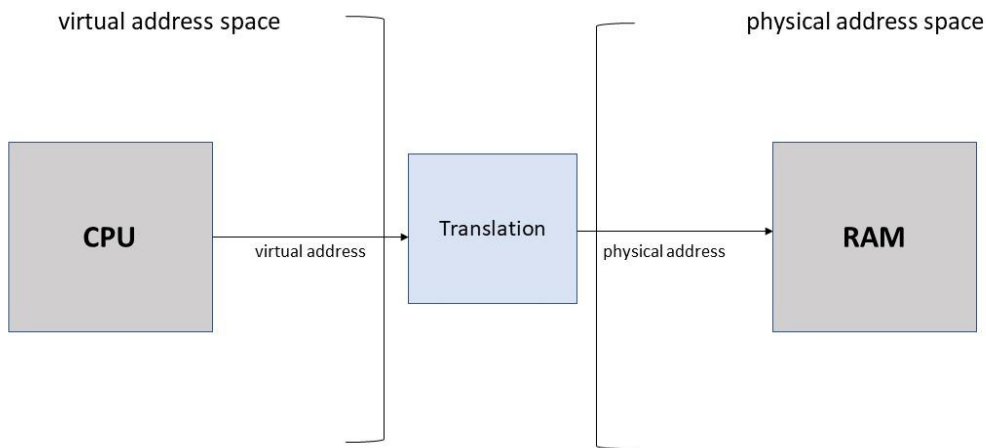 virtual address space
physical address space
CPU
virtual address
Translation
physical address
RAM